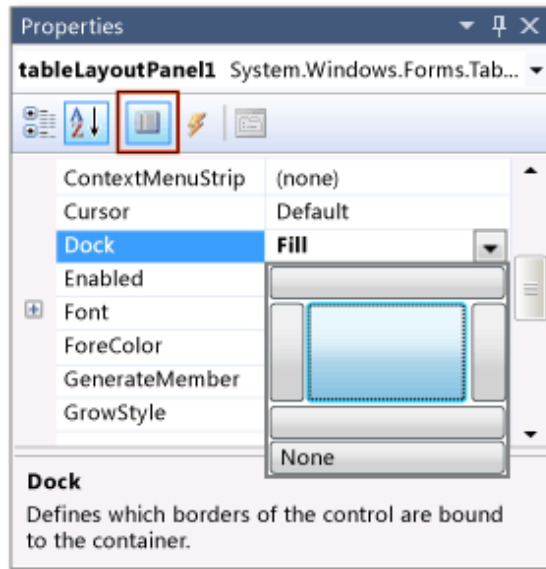 Properties
tableLayoutPanel1 System.Windows.Forms.Tab...
ContextMenuStrip (none)
Cursor Default
Dock Fill
Enabled
Font
ForeColor
GenerateMember
GrowStyle
None
Dock
Defines which borders of the control are bound
to the container.